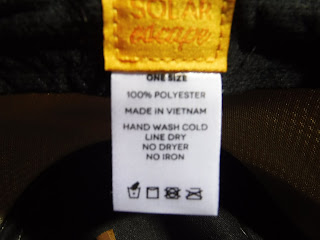 SOLAR
ONE SIZE
100% POLYESTER
MADE IN VIETNAM
HAND WASH COLD
LINE DRY
NO DRYER
NO IRON